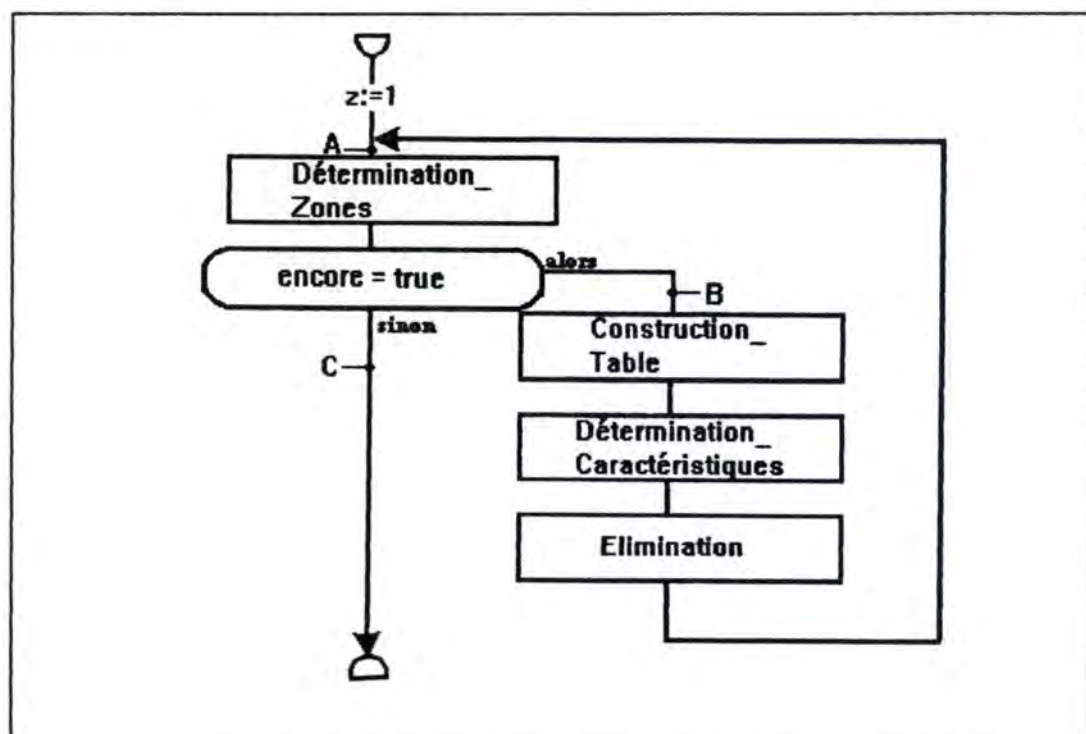 z:=1
A
Détermination_
Zones
encore = true
alors
B
sinon
Construction_
Table
C
Détermination_
Caractéristiques
Elimination